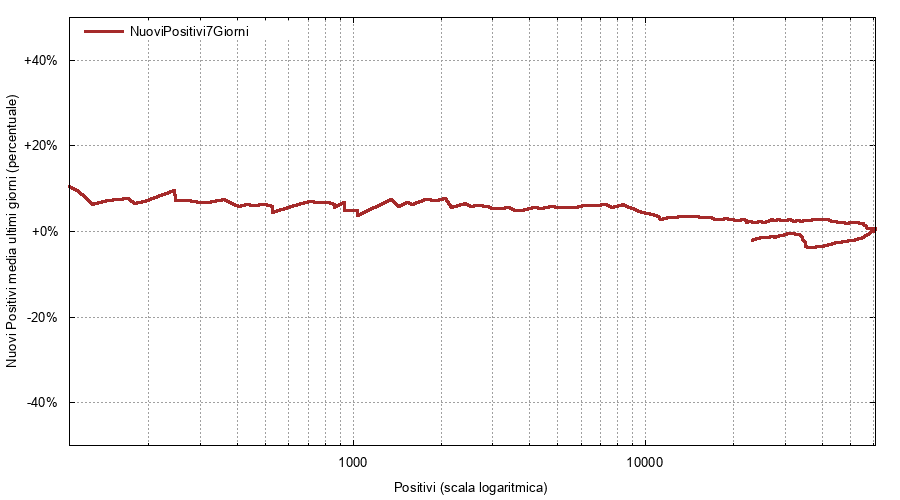 NuoviPositivi7Giorni
+40%
+20%
+0%
-20%
-40%
Nuovi Positivi media ultimi giorni (percentuale)
1000 10000
Positivi (scala logaritmica)